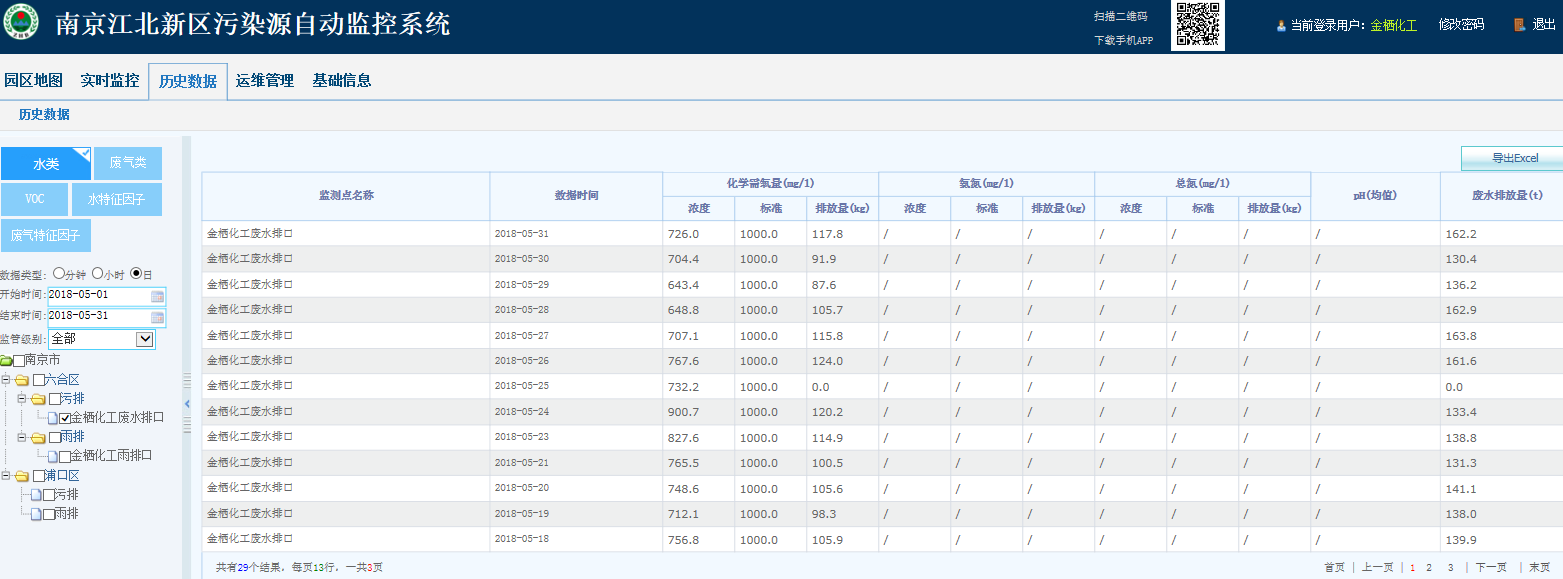 南京江北新区污染源自动监控系统
扫描二维码
下载手机APP
当前登录用户: 金栖化工 修改密码 退出
园区地图 实时监控 历史数据 运维管理 基础信息
历史数据
水类 废气类
VOC 水特征因子
废气特征因子
数据类型: 分钟 小时 日
开始时间: 2018-05-01
结束时间: 2018-05-31
监管级别: 全部
南京市
六合区
污排
金栖化工废水排口
雨排
金栖化工雨排口
浦口区
污排
雨排
导出Excel
监测点名称 数据时间 化学需氧量(mg/l) 氨氮(mg/l) 总氮(mg/l) pH(均值) 废水排放量(t)
浓度 标准 排放量(kg) 浓度 标准 排放量(kg) 浓度 标准 排放量(kg)
金栖化工废水排口 2018-05-31 726.0 1000.0 117.8 / / / / / / / 162.2
金栖化工废水排口 2018-05-30 704.4 1000.0 91.9 / / / / / / / 130.4
金栖化工废水排口 2018-05-29 643.4 1000.0 87.6 / / / / / / / 136.2
金栖化工废水排口 2018-05-28 648.8 1000.0 105.7 / / / / / / / 162.9
金栖化工废水排口 2018-05-27 707.1 1000.0 115.8 / / / / / / / 163.8
金栖化工废水排口 2018-05-26 767.6 1000.0 124.0 / / / / / / / 161.6
金栖化工废水排口 2018-05-25 732.2 1000.0 0.0 / / / / / / / 0.0
金栖化工废水排口 2018-05-24 900.7 1000.0 120.2 / / / / / / / 133.4
金栖化工废水排口 2018-05-23 827.6 1000.0 114.9 / / / / / / / 138.8
金栖化工废水排口 2018-05-21 765.5 1000.0 100.5 / / / / / / / 131.3
金栖化工废水排口 2018-05-20 748.6 1000.0 105.6 / / / / / / / 141.1
金栖化工废水排口 2018-05-19 712.1 1000.0 98.3 / / / / / / / 138.0
金栖化工废水排口 2018-05-18 756.8 1000.0 105.9 / / / / / / / 139.9
共有29个结果, 每页13行, 一共3页
首页 | 上一页 | 1 2 3 | 下一页 | 末页